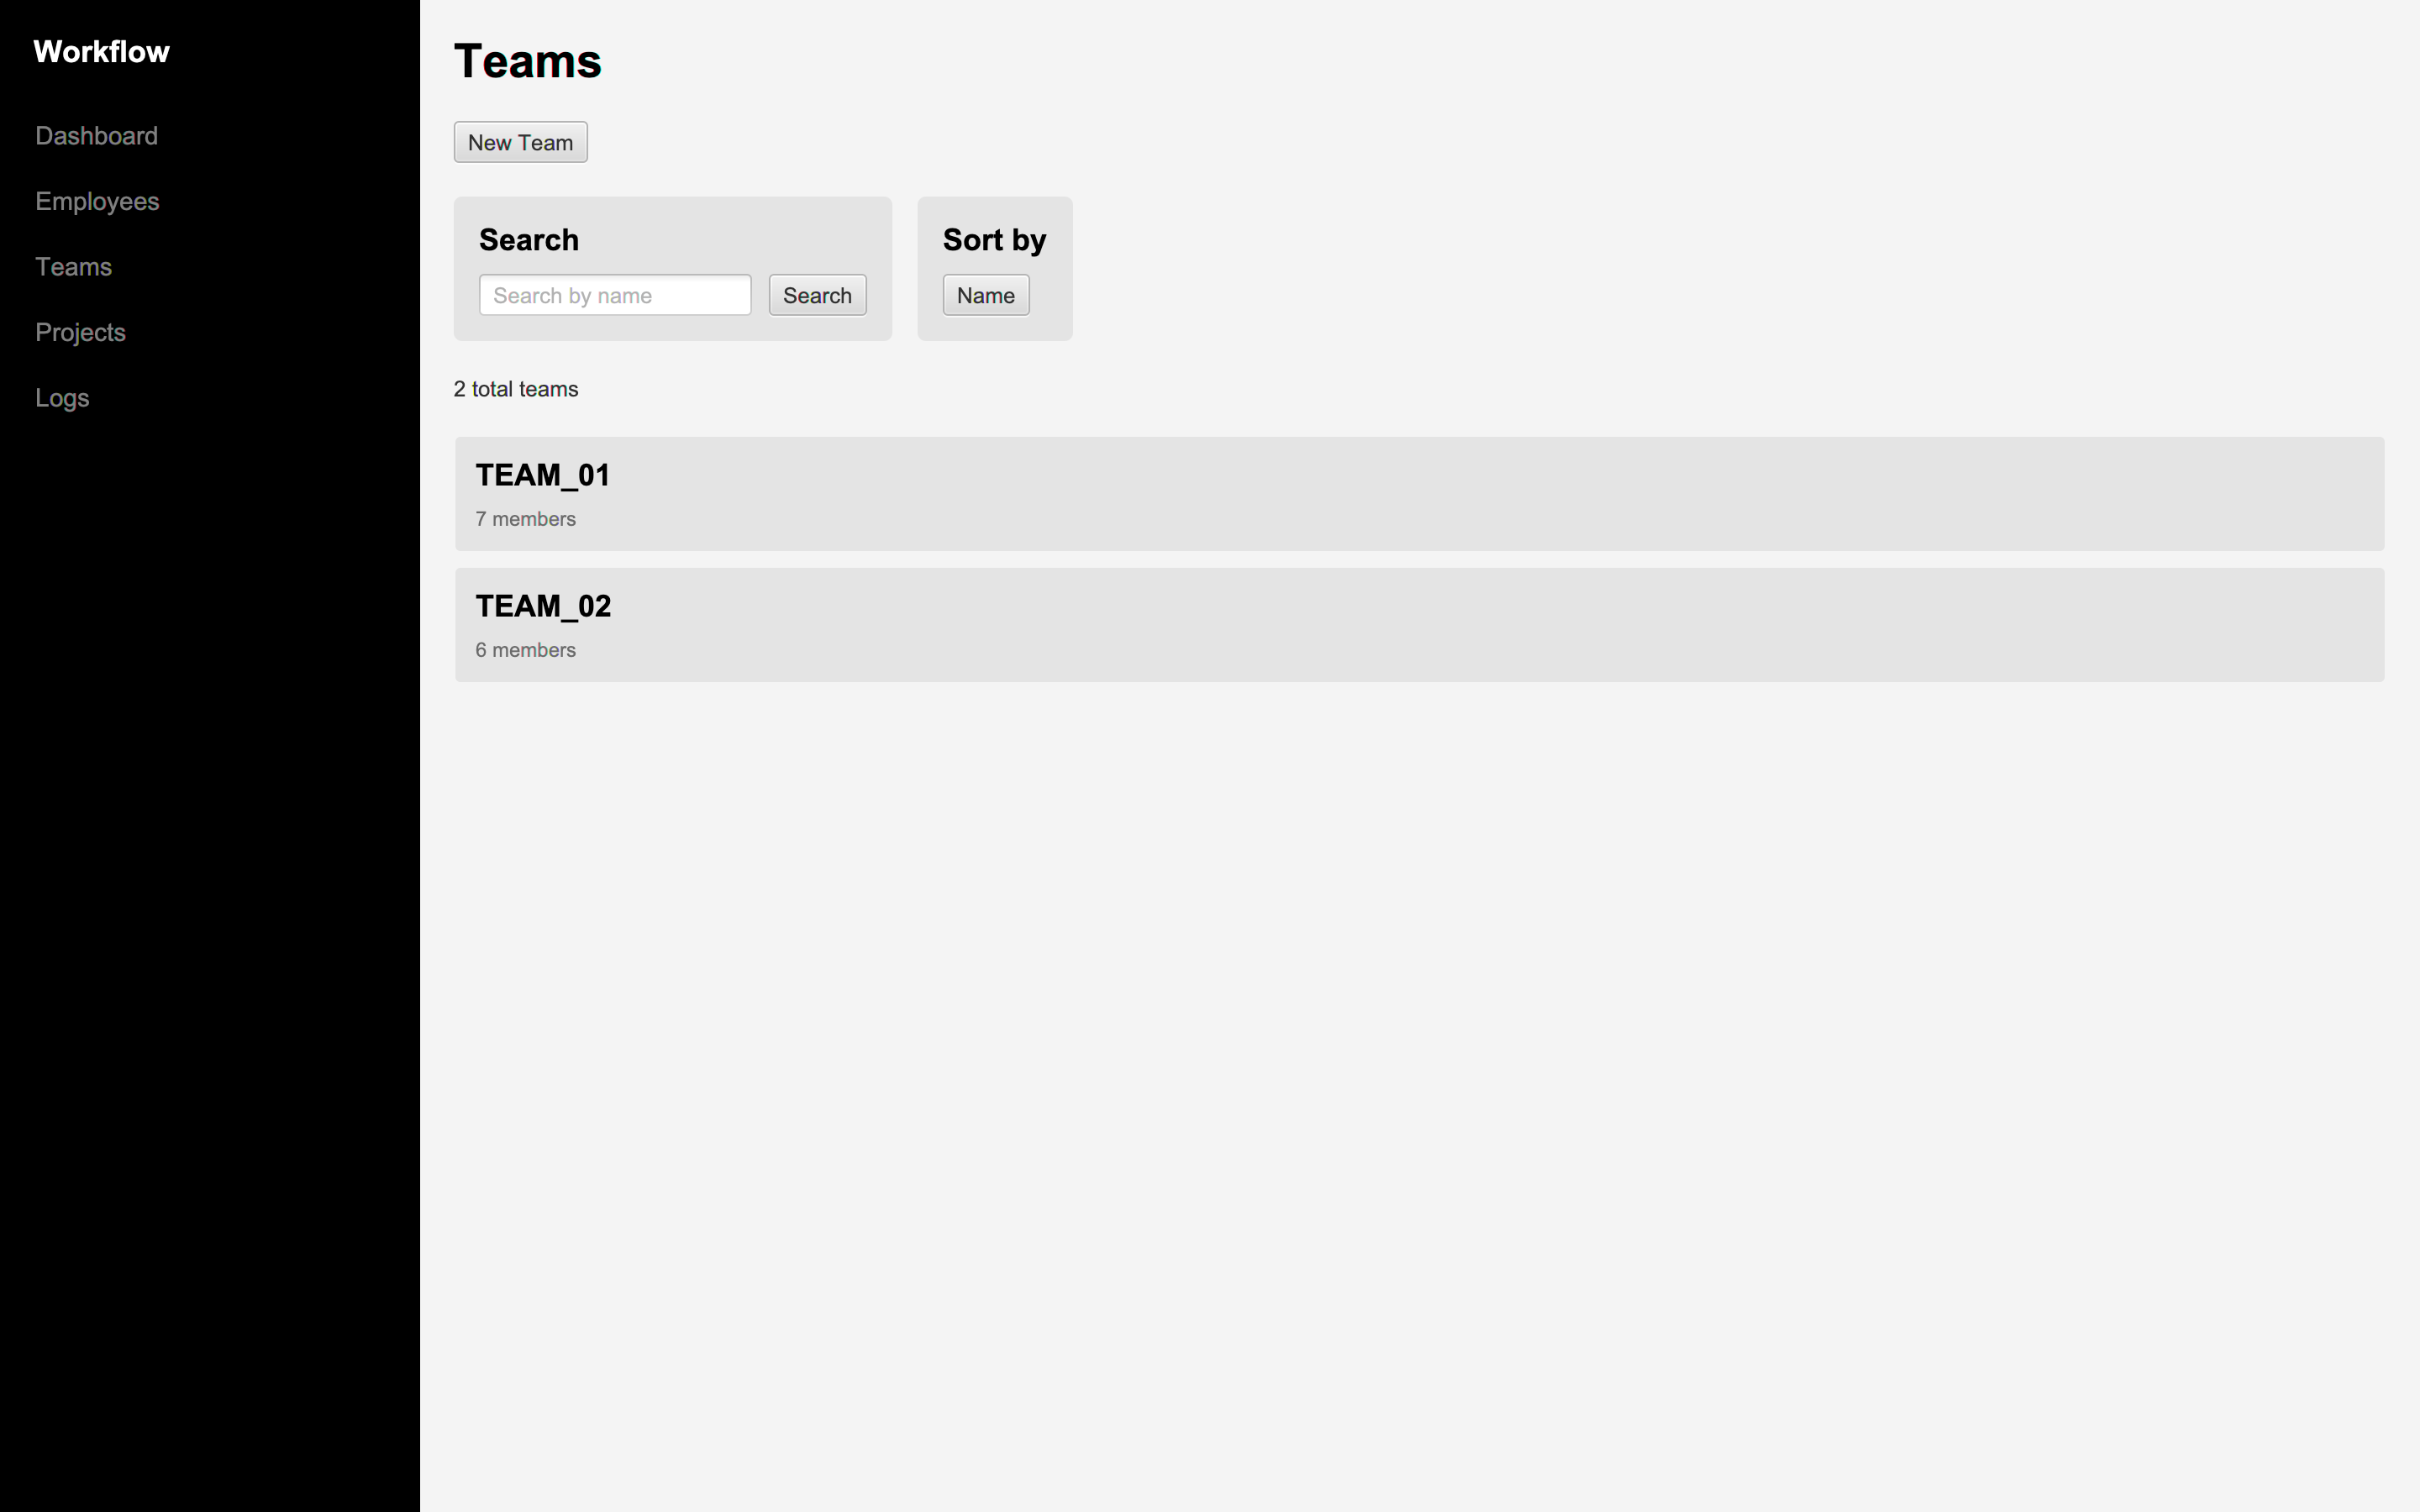 Workflow
Dashboard
Employees
Teams
Projects
Logs
Teams
New Team
Search
Search by name
Search
Sort by
Name
2 total teams
TEAM_01
7 members
TEAM_02
6 members